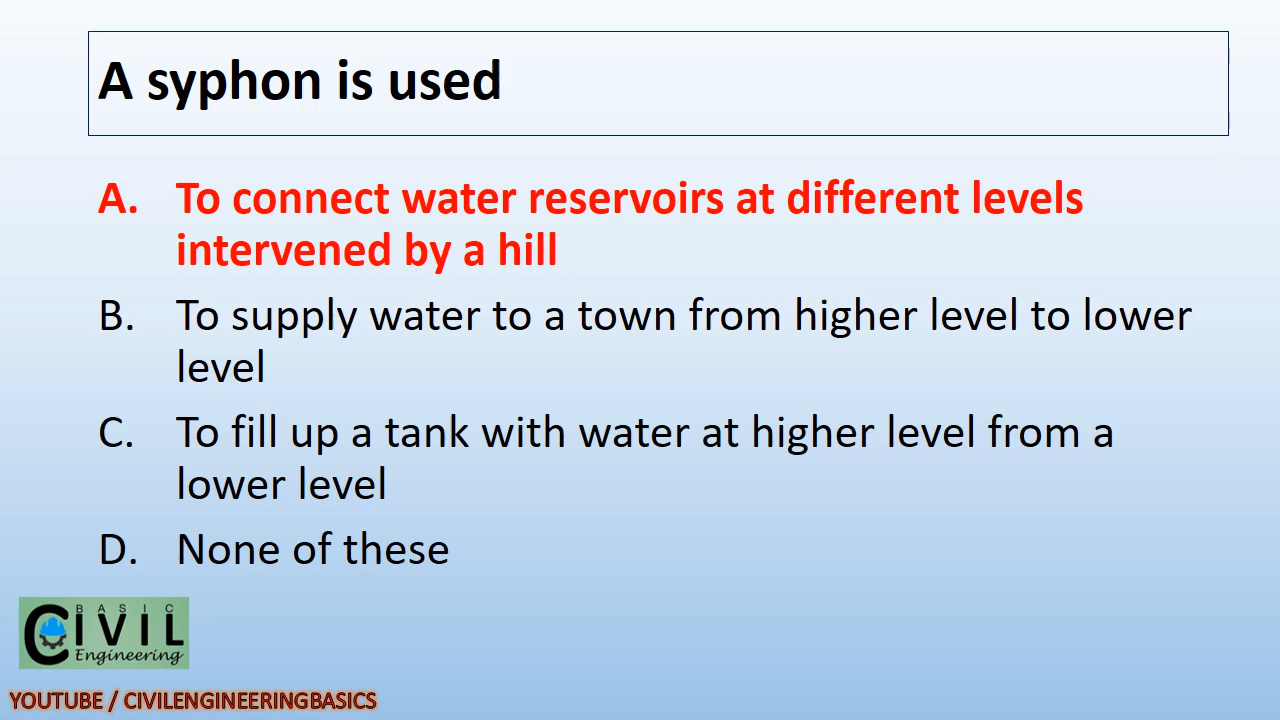 A syphon is used
A. To connect water reservoirs at different levels
intervened by a hill
B. To supply water to a town from higher level to lower
level
C. To fill up a tank with water at higher level from a
lower level
D. None of these
BASIC
CIVIL
Engineering
YOUTUBE / CIVILENGINEERINGBASICS